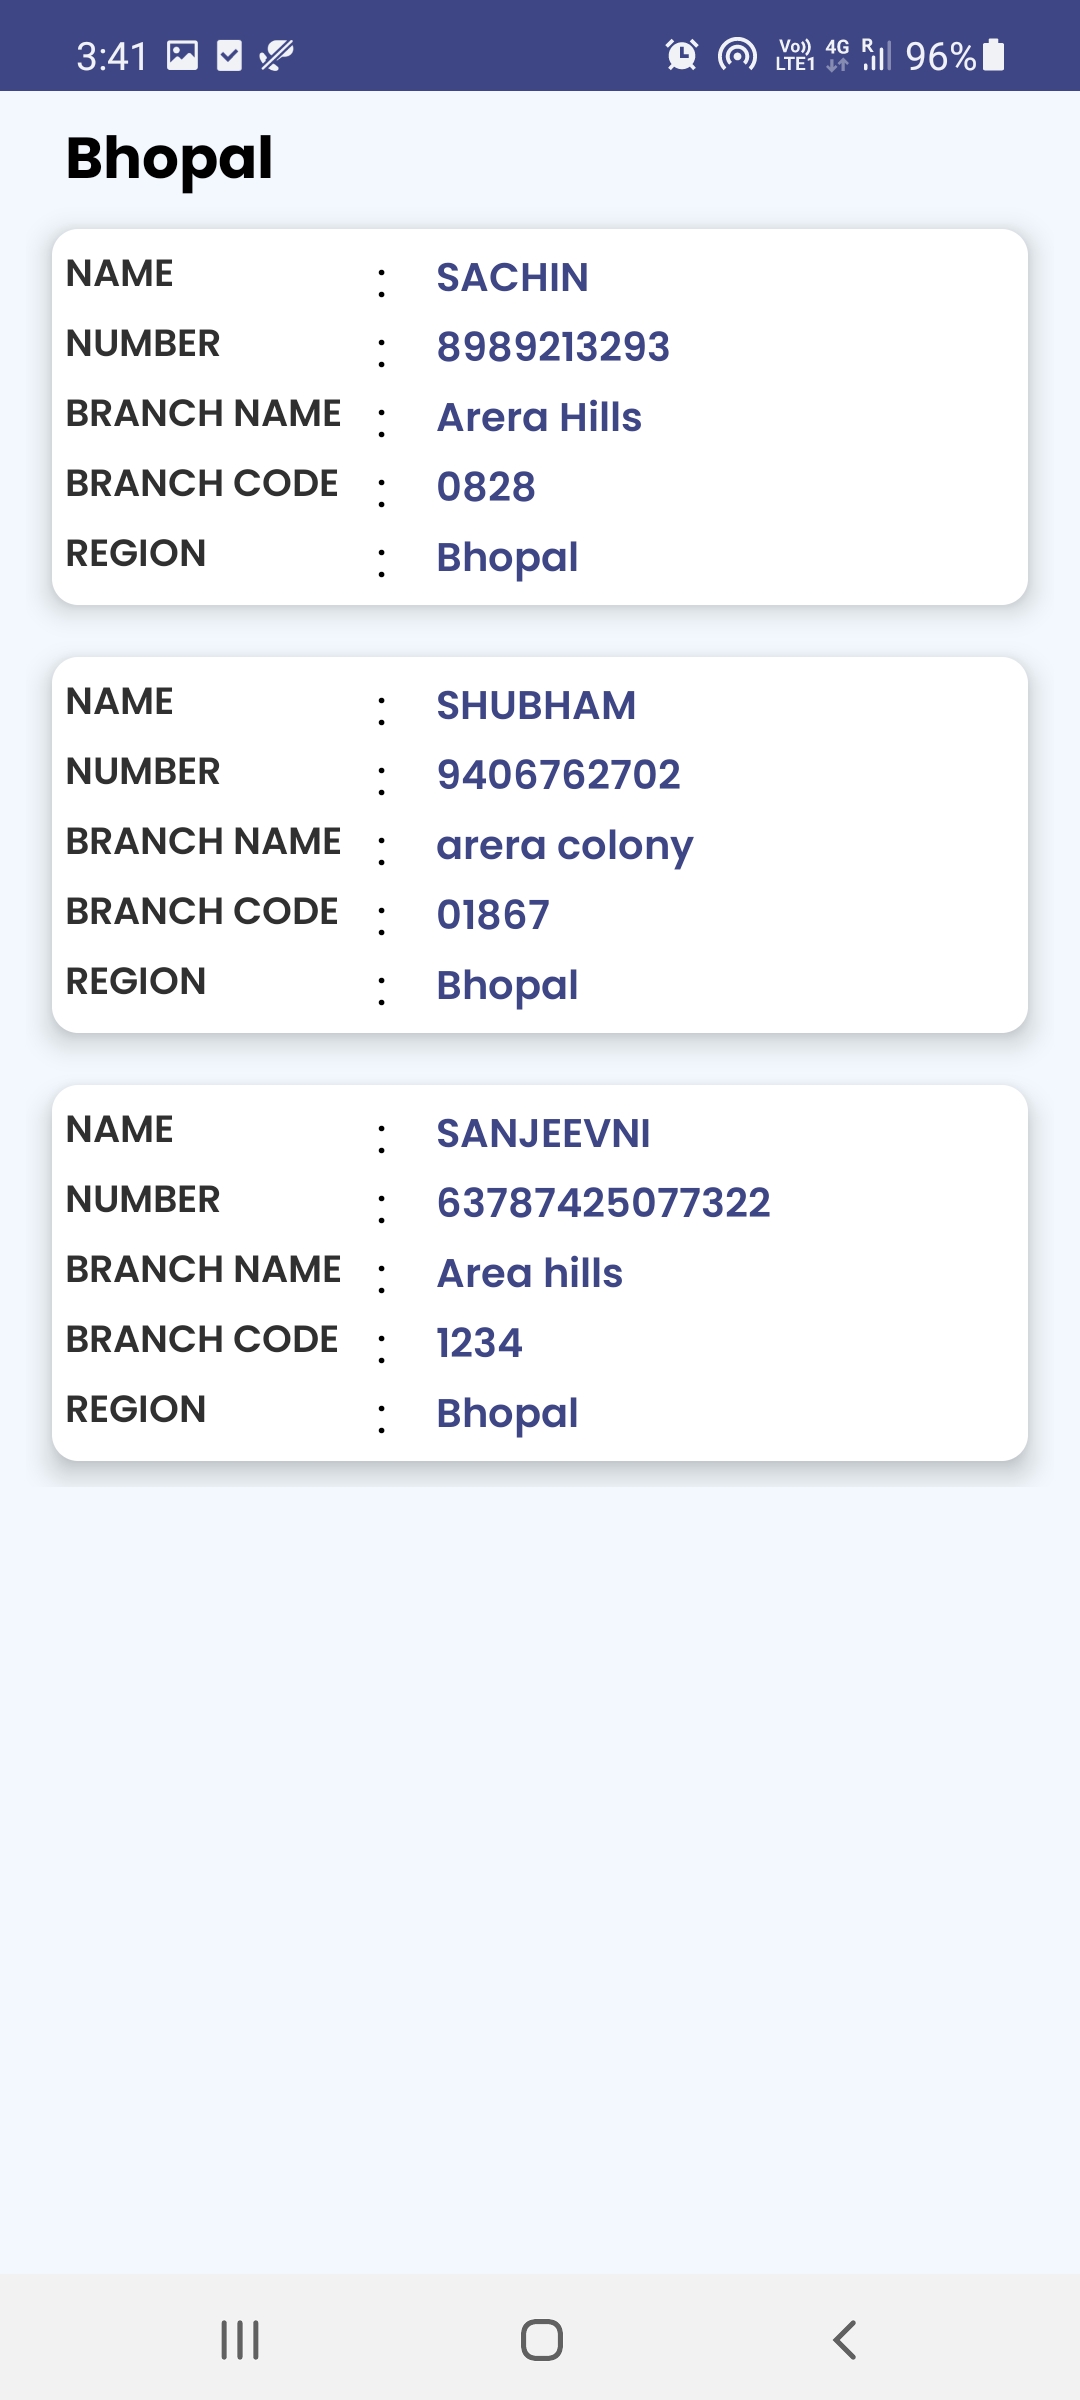 3:41 Vo)) LTE1 4G R 96%
Bhopal
NAME : SACHIN
NUMBER : 8989213293
BRANCH NAME : Arera Hills
BRANCH CODE : 0828
REGION : Bhopal
NAME : SHUBHAM
NUMBER : 9406762702
BRANCH NAME : arera colony
BRANCH CODE : 01867
REGION : Bhopal
NAME : SANJEEVNI
NUMBER : 63787425077322
BRANCH NAME : Area hills
BRANCH CODE : 1234
REGION : Bhopal